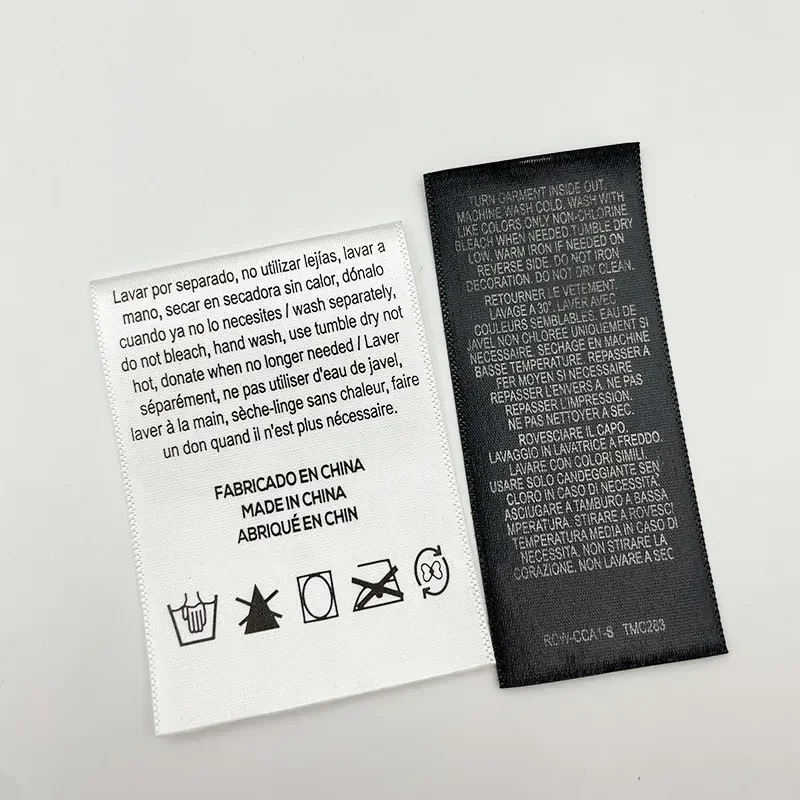 Lavar por separado, no utilizar lejías, lavar a
mano, secar en secadora sin calor, dónalo
cuando ya no lo necesites / wash separately,
do not bleach, hand wash, use tumble dry not
hot, donate when no longer needed / Laver
séparément, ne pas utiliser d'eau de javel,
laver à la main, sèche-linge sans chaleur, faire
un don quand il n'est plus nécessaire.
FABRICADO EN CHINA
MADE IN CHINA
ABRIQUÉ EN CHIN
TURN GARMENT INSIDE OUT.
MACHINE WASH COLD. WASH WITH
LIKE COLORS.ONLY NON-CHLORINE
BLEACH WHEN NEEDED.TUMBLE DRY
LOW. WARM IRON IF NEEDED ON
REVERSE SIDE. DO NOT IRON
DECORATION. DO NOT DRY CLEAN.
RETOURNER LE VETEMENT.
LAVAGE A 30°. LAVER AVEC
COULEURS SEMBLABLES. EAU DE
JAVEL NON CHLOREE UNIQUEMENT SI
NECESSAIRE. SECHAGE EN MACHINE
BASSE TEMPERATURE. REPASSER A
FER MOYEN SI NECESSAIRE
REPASSER L'ENVERS A. NE PAS
REPASSER L'IMPRESSION.
NE PAS NETTOYER A SEC.
ROVESCIARE IL CAPO.
LAVAGGIO IN LAVATRICE A FREDDO.
LAVARE CON COLORI SIMILI.
USARE SOLO CANDEGGIANTE SEN
CLORO IN CASO DI NECESSITA'
ASCIUGARE A TAMBURO A BASSA
MPERATURA. STIRARE A ROVESCI
TEMPERATURA MEDIA IN CASO DI
NECESSITA. NON STIRARE LA
CORAZIONE. NON LAVARE A SEC
RDW-CCA1-S TMC283